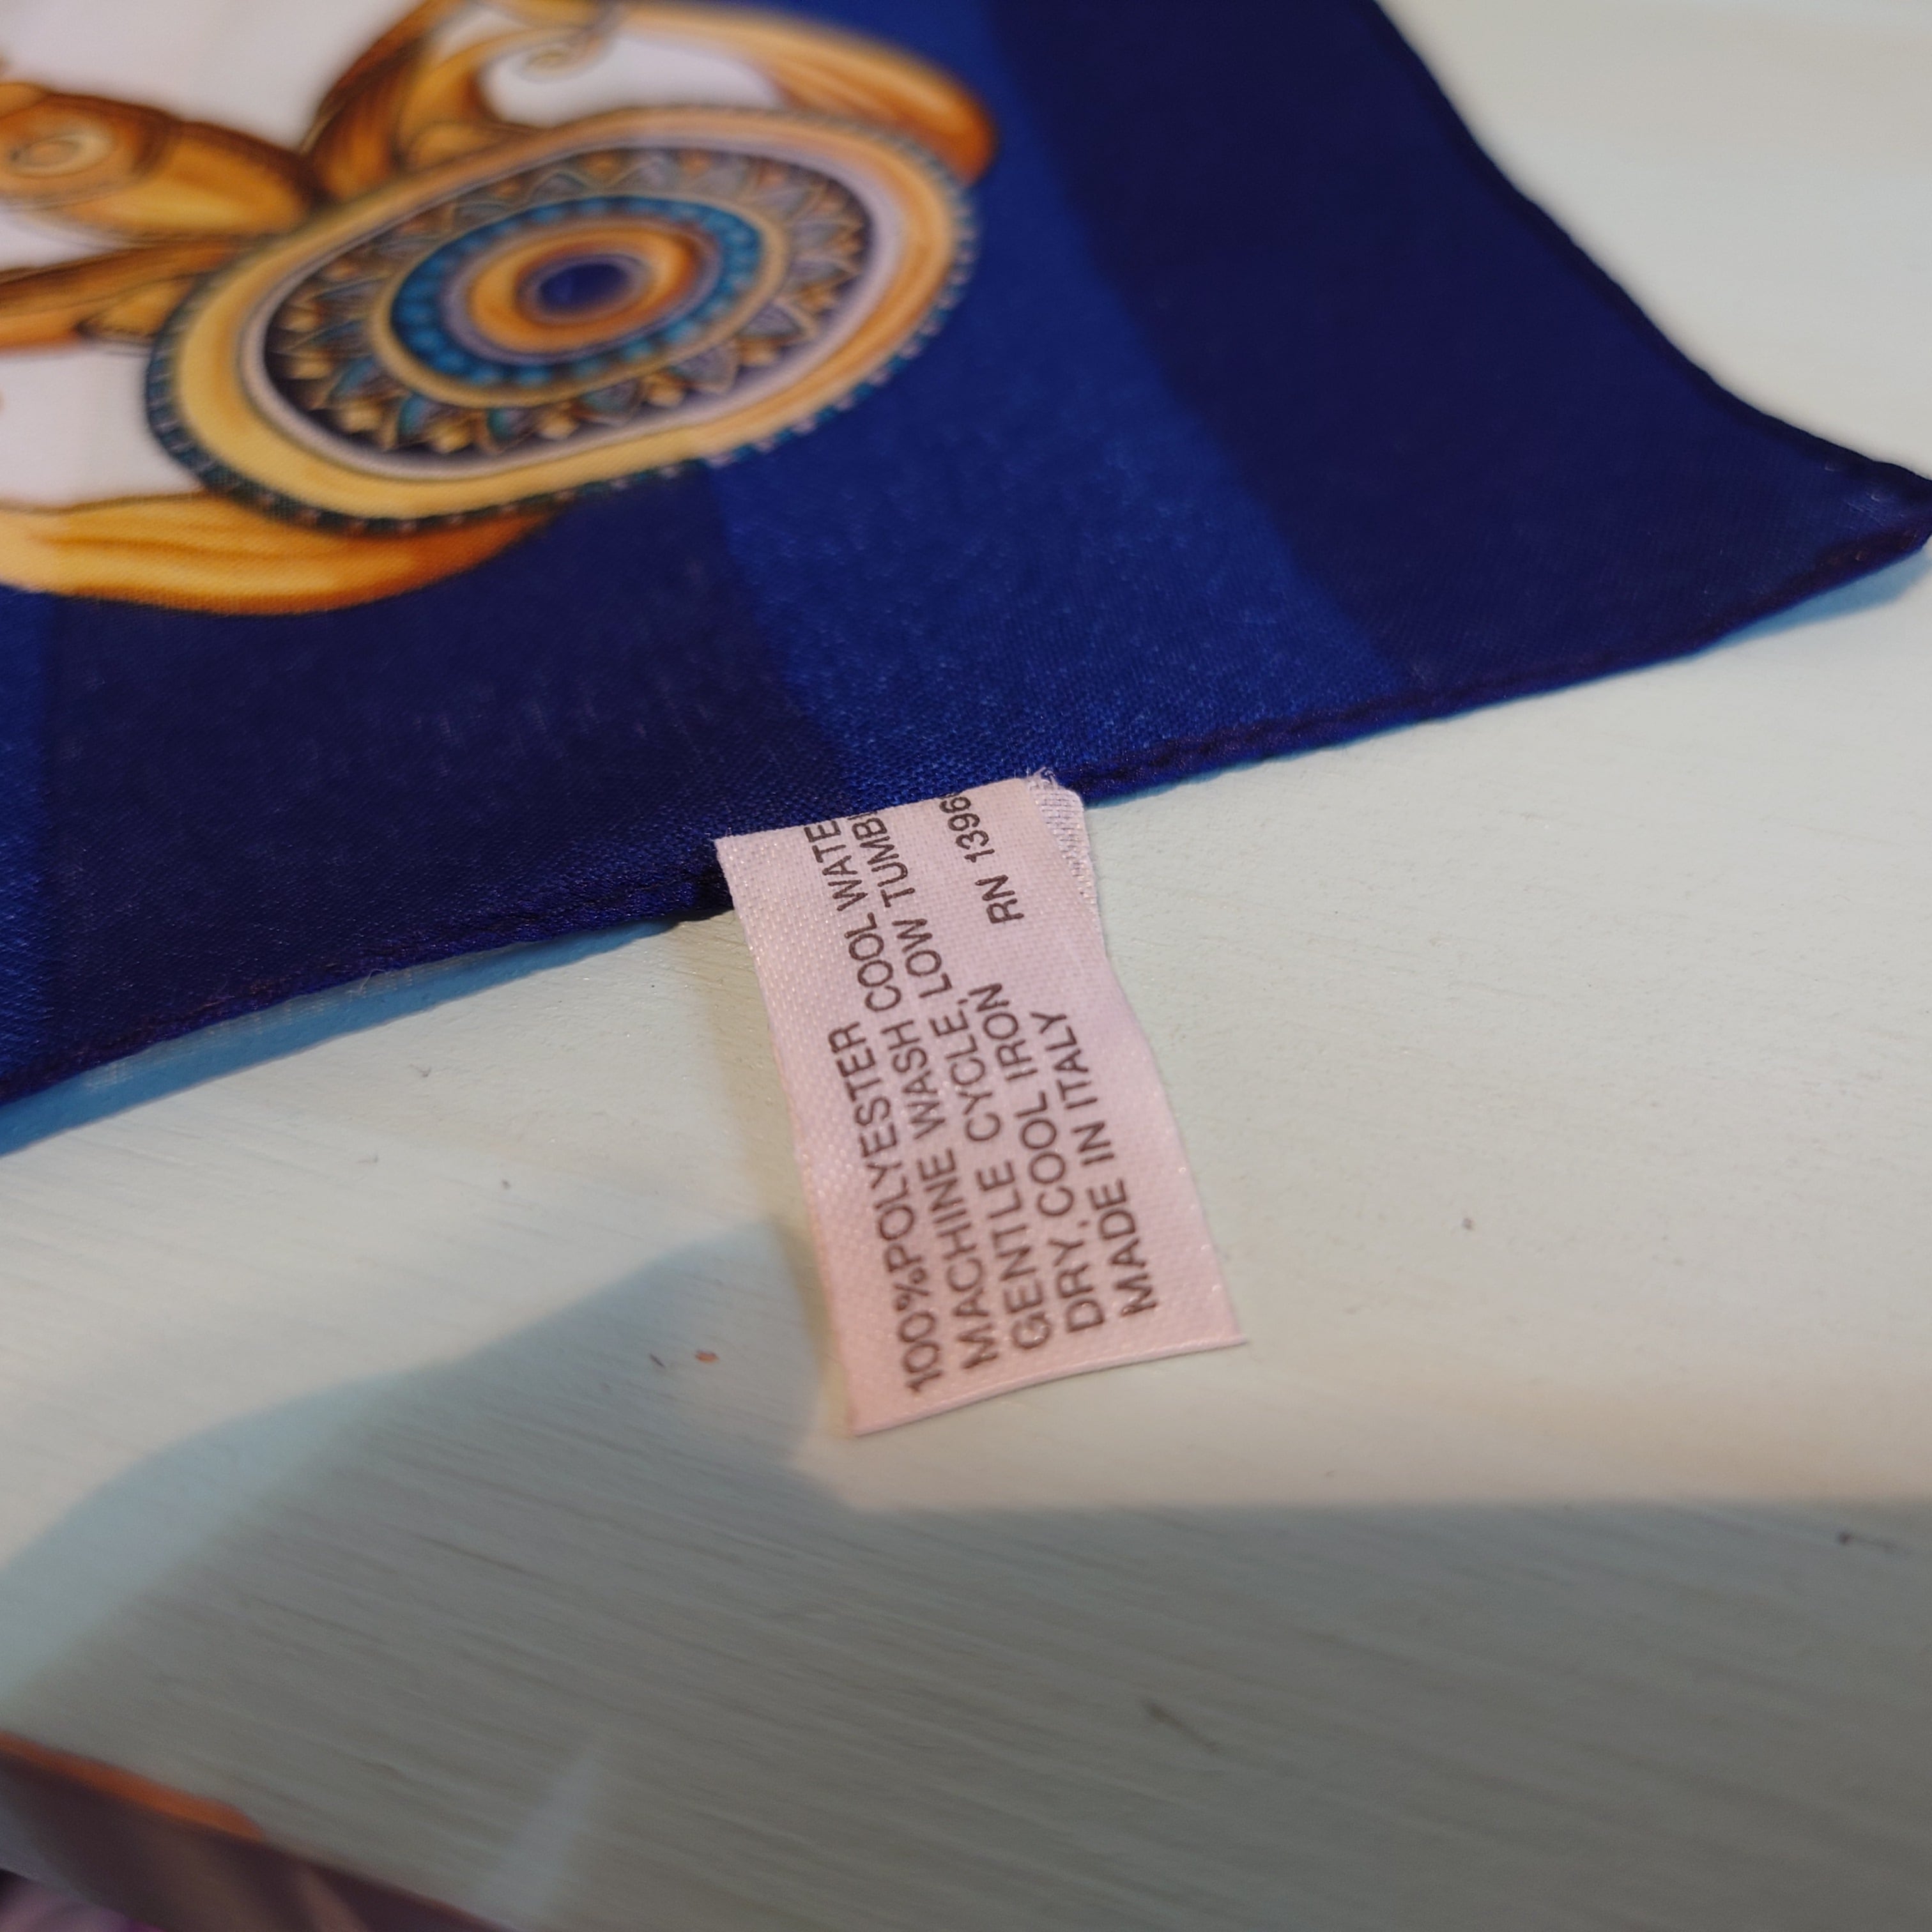 100%POLYESTER
MACHINE WASH COOL WATE
GENTLE CYCLE, LOW TUMB
DRY, COOL IRON
MADE IN ITALY RN 1396